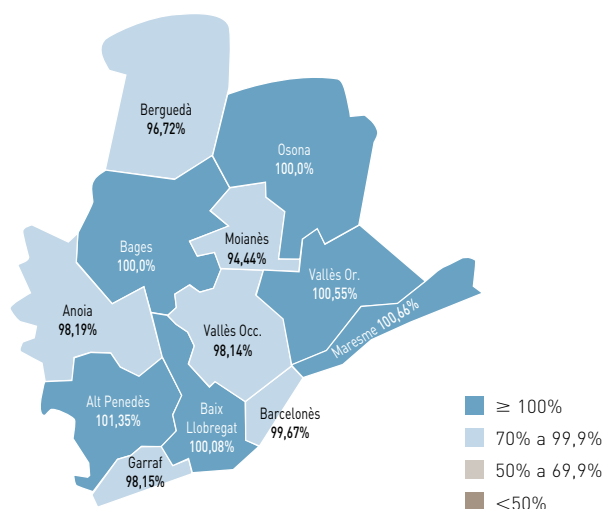 Berguedà
96,72%
Osona
100,0%
Moianès
94,44%
Bages
100,0%
Vallès Or.
100,55%
Anoia
98,19%
Vallès Occ.
98,14%
Maresme 100,66%
Alt Penedès
101,35%
Baix
Llobregat
100,08%
Barcelonès
99,67%
Garraf
98,15%
≥ 100%
70% a 99,9%
50% a 69,9%
<50%